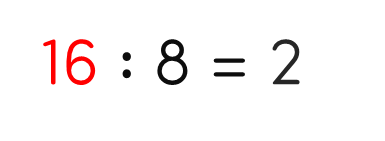 16 : 8 = 2